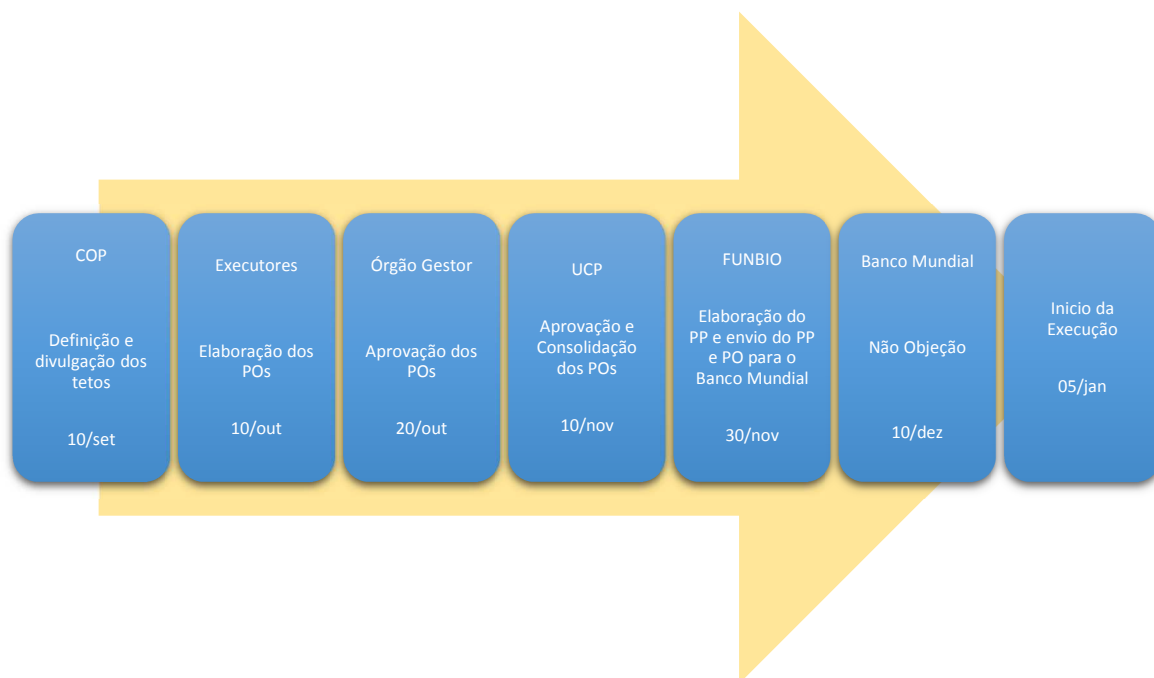 COP
Definição e
divulgação dos
tetos
10/set
Executores
Elaboração dos
POs
10/out
Órgão Gestor
Aprovação dos
POs
20/out
UCP
Aprovação e
Consolidação
dos POs
10/nov
FUNBIO
Elaboração do
PP e envio do PP
e PO para o
Banco Mundial
30/nov
Banco Mundial
Não Objeção
10/dez
Inicio da
Execução
05/jan